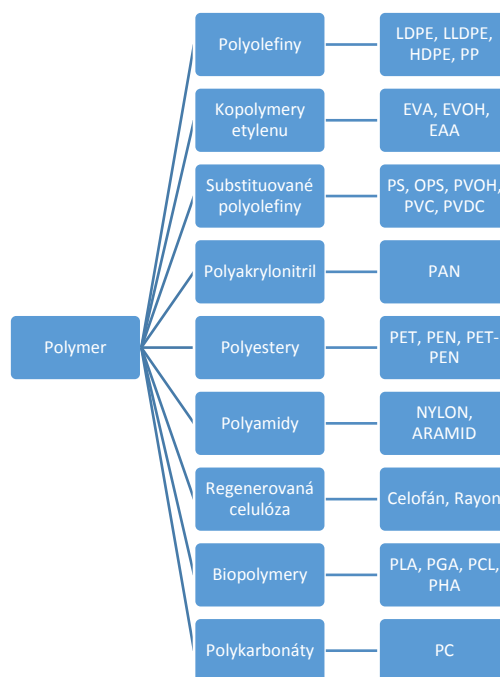 Polymer
Polyolefiny
LDPE, LLDPE,
HDPE, PP
Kopolymery
etylenu
EVA, EVOH,
EAA
Substituované
polyolefiny
PS, OPS, PVOH,
PVC, PVDC
Polyakrylonitril
PAN
Polyestery
PET, PEN, PET-
PEN
Polyamidy
NYLON,
ARAMID
Regenerovaná
celulóza
Celofán, Rayon
Biopolymery
PLA, PGA, PCL,
PHA
Polykarbonáty
PC